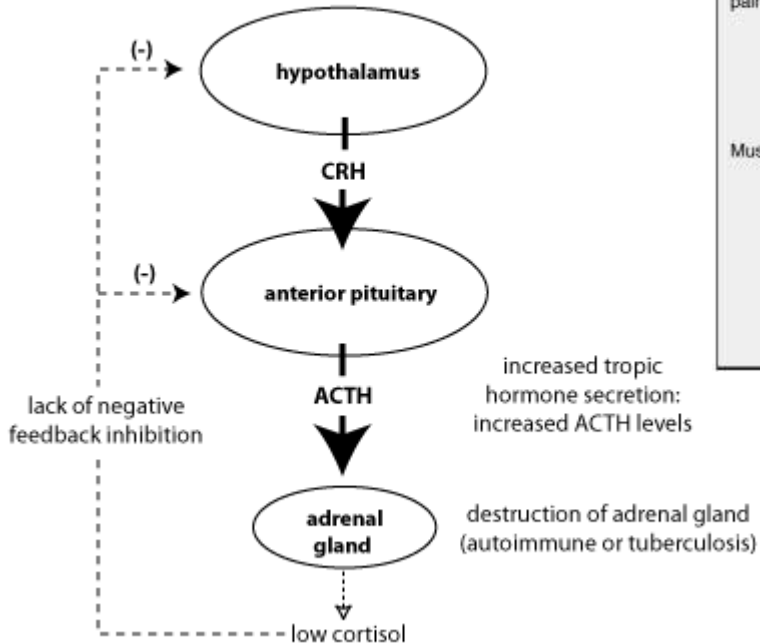 (-)
hypothalamus
CRH
(-)
anterior pituitary
ACTH
increased tropic
hormone secretion:
increased ACTH levels
lack of negative
feedback inhibition
adrenal
gland
destruction of adrenal gland
(autoimmune or tuberculosis)
low cortisol